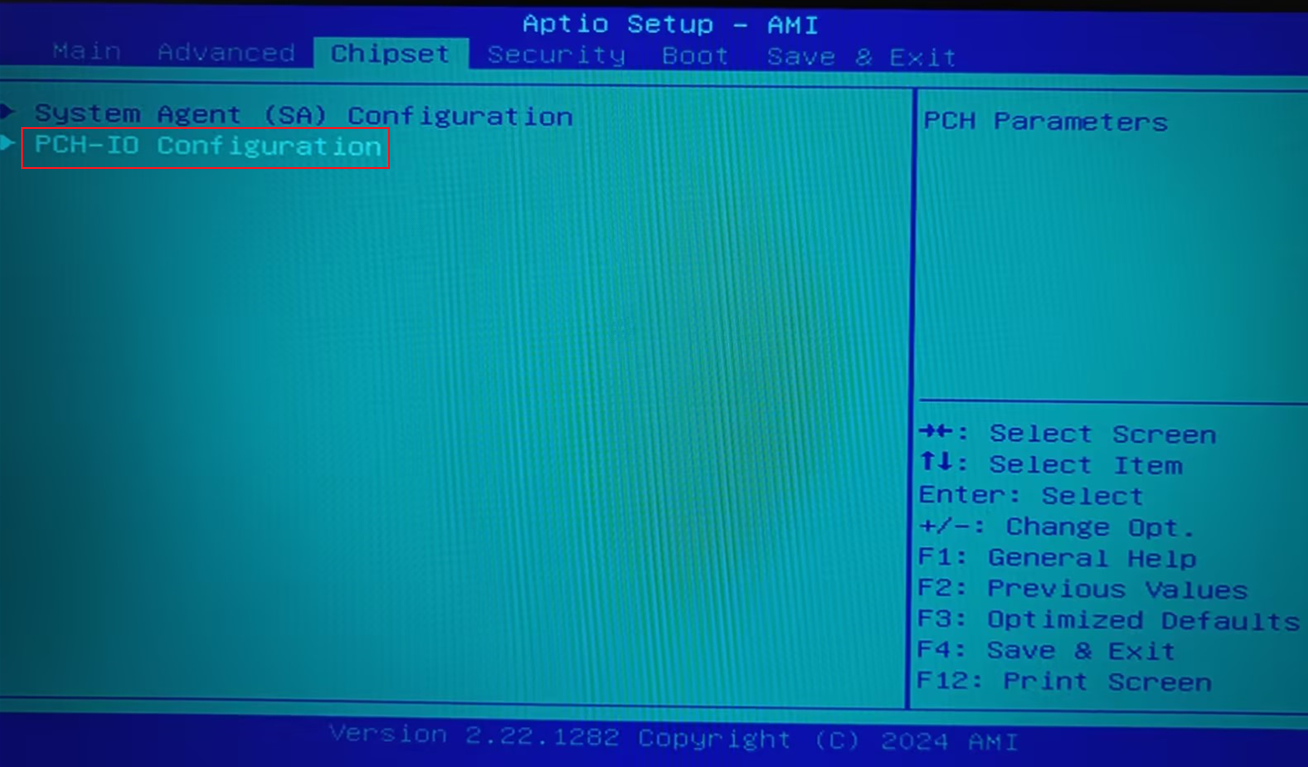 Aptio Setup – AMI
Main Advanced Chipset Security Boot Save & Exit
System Agent (SA) Configuration
PCH-IO Configuration
PCH Parameters
→←: Select Screen
↑↓: Select Item
Enter: Select
+/-: Change Opt.
F1: General Help
F2: Previous Values
F3: Optimized Defaults
F4: Save & Exit
F12: Print Screen
Version 2.22.1282 Copyright (C) 2024 AMI